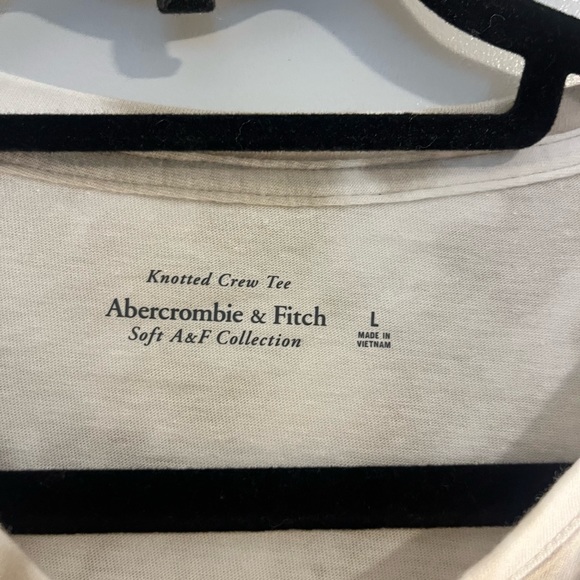 Knotted Crew Tee
Abercrombie & Fitch
Soft A&F Collection
L
MADE IN
VIETNAM